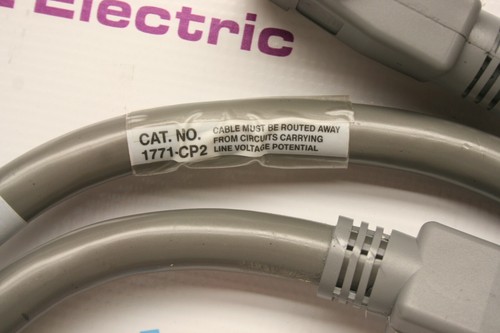 Electric
CAT. NO.
1771-CP2
CABLE MUST BE ROUTED AWAY
FROM CIRCUITS CARRYING
LINE VOLTAGE POTENTIAL